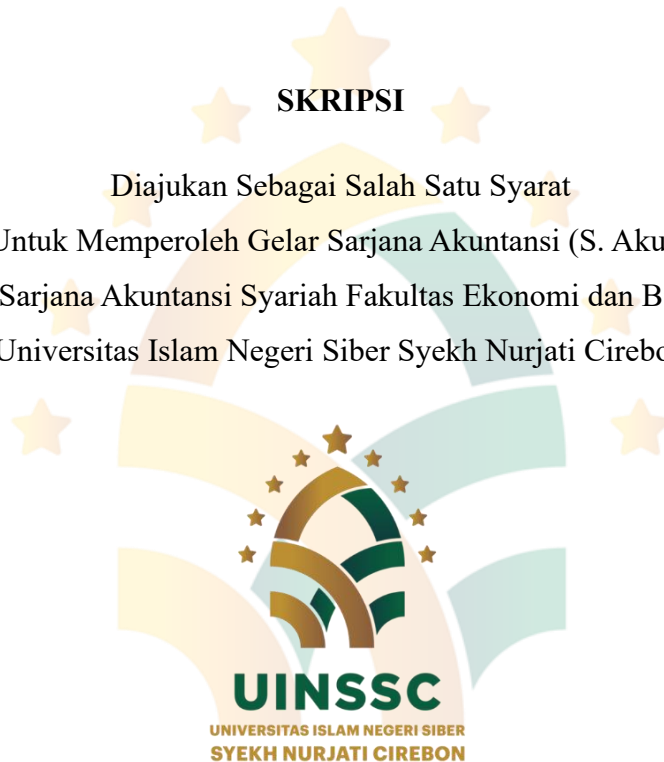 SKRIPSI
Diajukan Sebagai Salah Satu Syarat
Untuk Memperoleh Gelar Sarjana Akuntansi (S. Aku
Sarjana Akuntansi Syariah Fakultas Ekonomi dan B
Universitas Islam Negeri Siber Syekh Nurjati Cirebo
UINSSC
UNIVERSITAS ISLAM NEGERI SIBER
SYEKH NURJATI CIREBON